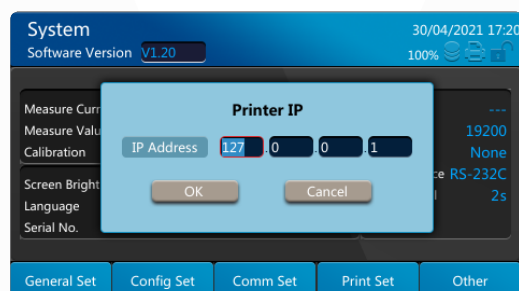 System
30/04/2021 17:20
Software Version V1.20
100%
Measure Curr
Measure Valu
Calibration
Screen Bright
Language
Serial No.
Printer IP
IP Address 127 . 0 . 0 . 1
OK Cancel
---
19200
None
ce RS-232C
l 2s
General Set Config Set Comm Set Print Set Other